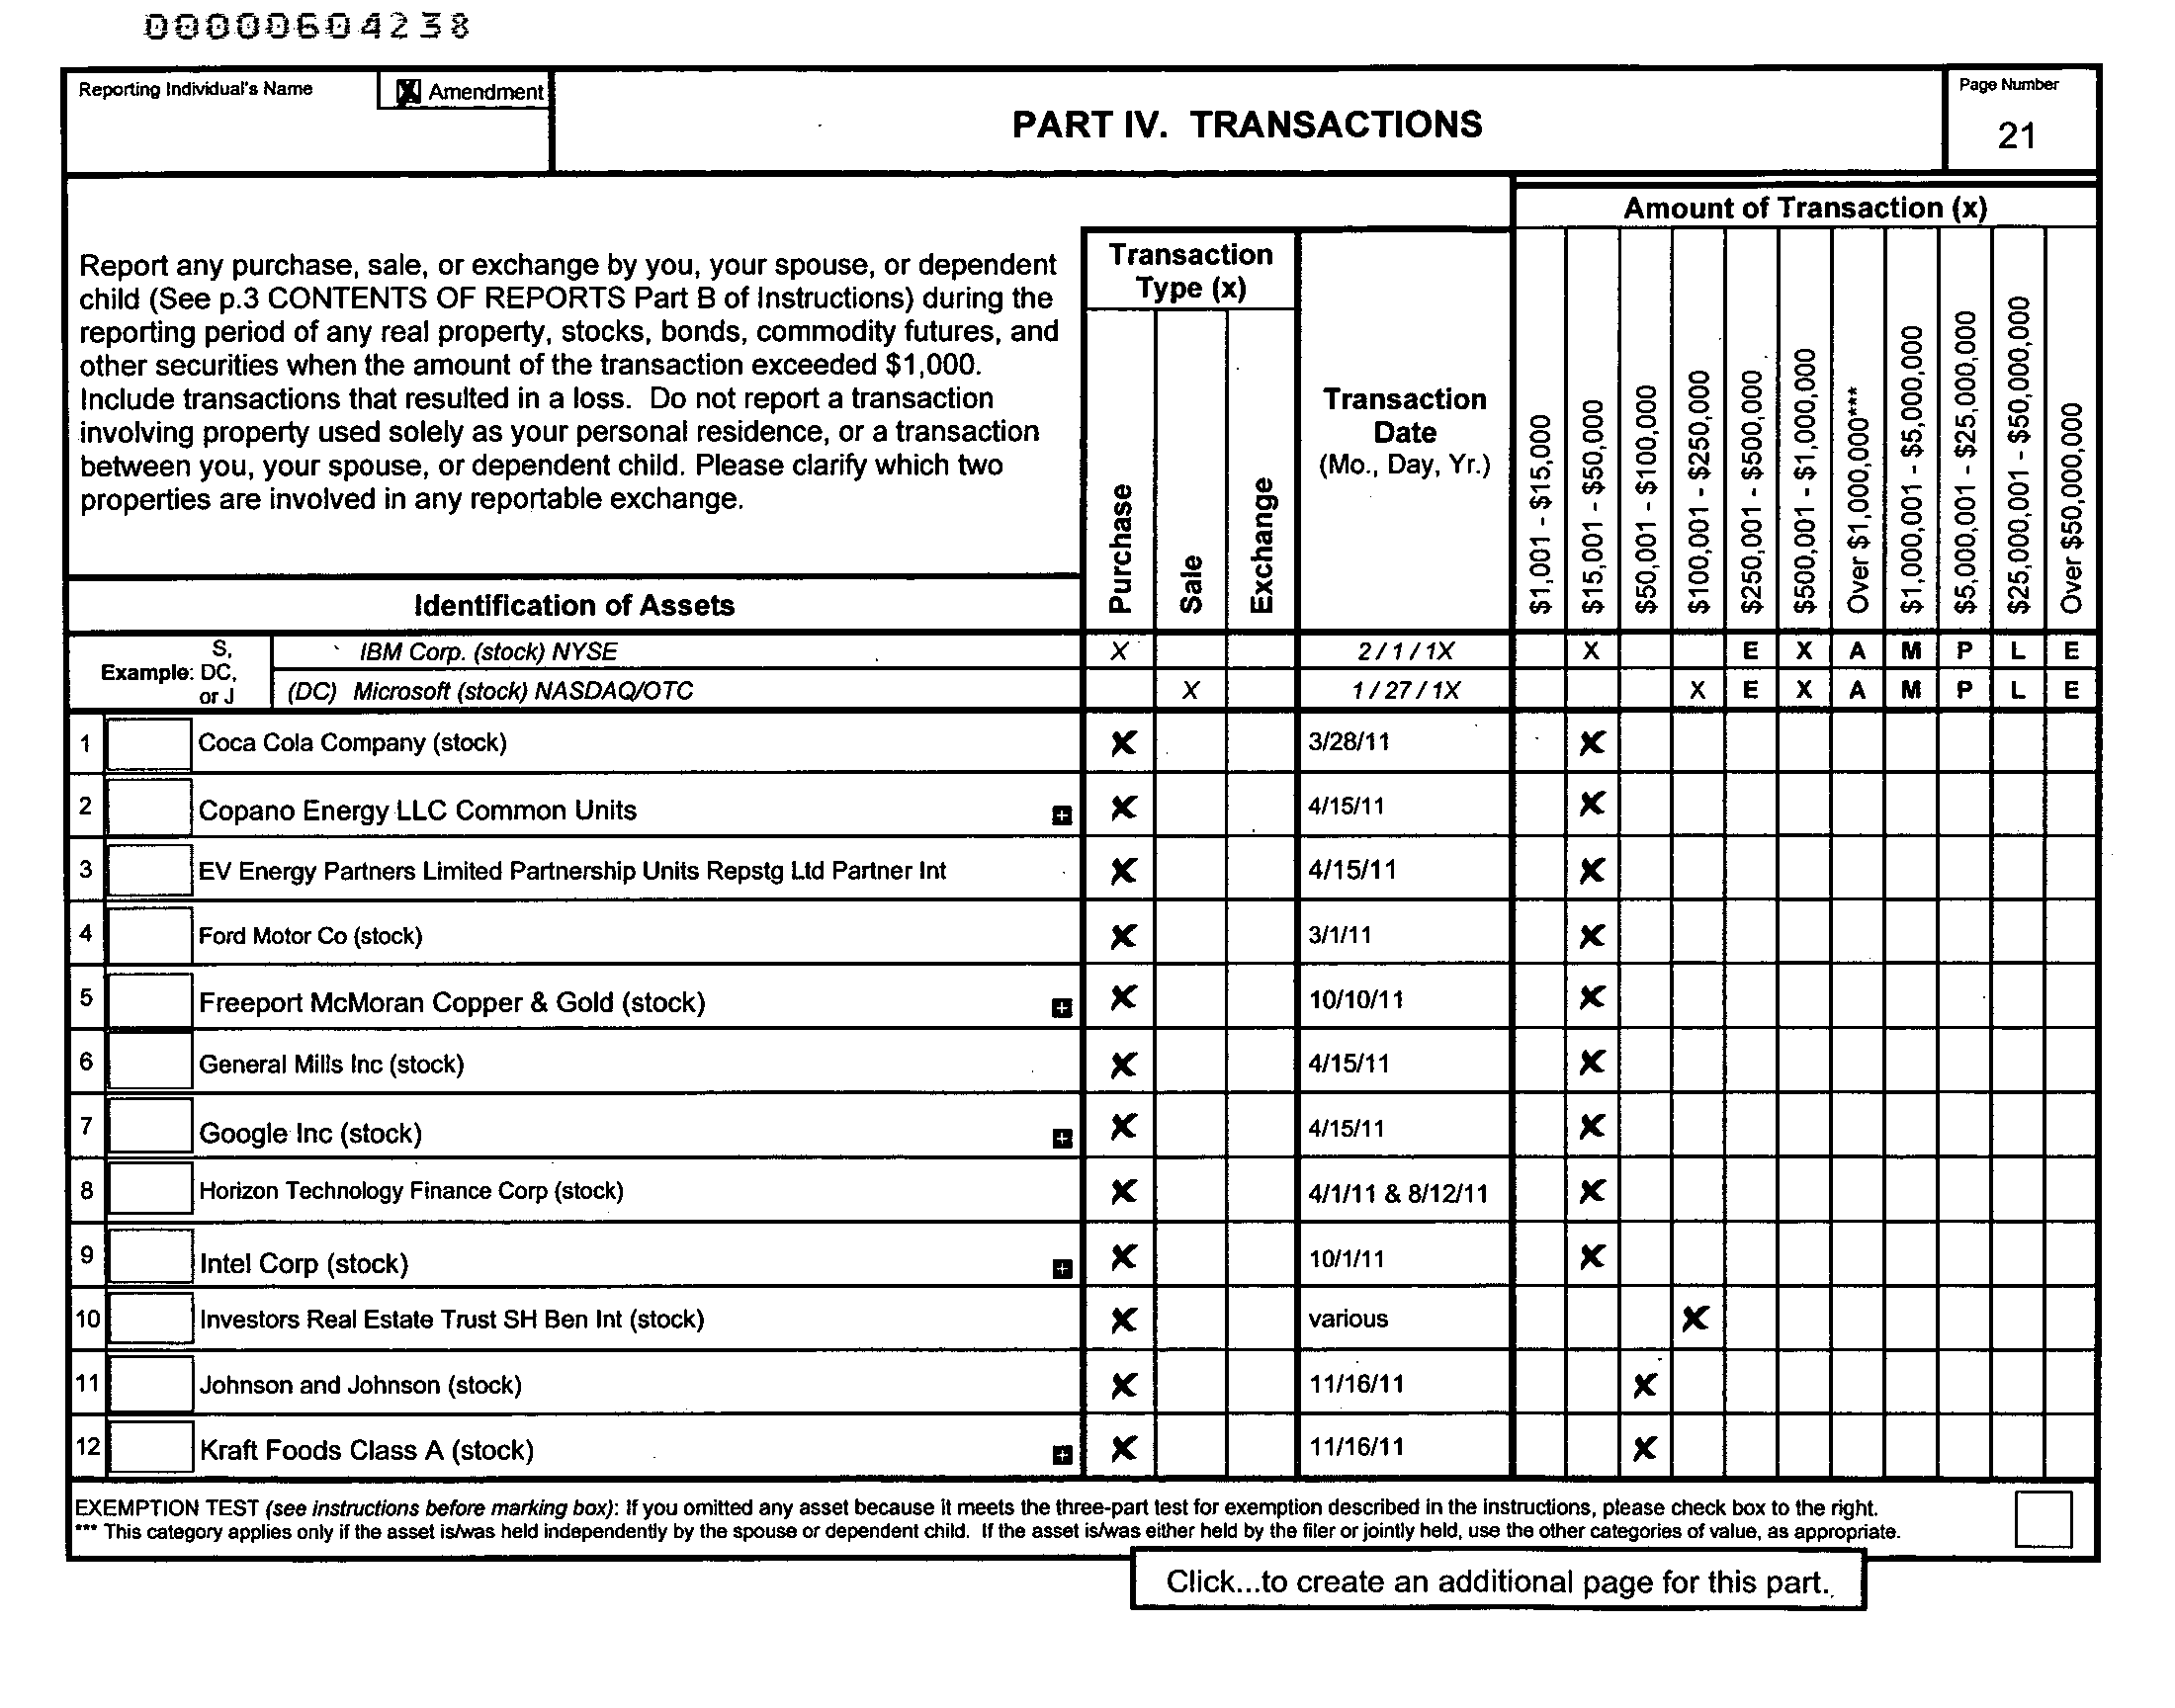 00000604238
Reporting Individual's Name
X Amendment
PART IV.  TRANSACTIONS
Page Number
21
Report any purchase, sale, or exchange by you, your spouse, or dependent
child (See p.3 CONTENTS OF REPORTS Part B of Instructions) during the
reporting period of any real property, stocks, bonds, commodity futures, and
other securities when the amount of the transaction exceeded $1,000.
Include transactions that resulted in a loss.  Do not report a transaction
involving property used solely as your personal residence, or a transaction
between you, your spouse, or dependent child. Please clarify which two
properties are involved in any reportable exchange.
Identification of Assets
Transaction
Type (x)
Purchase
Sale
Exchange
Transaction
Date
(Mo., Day, Yr.)
Amount of Transaction (x)
$1,001 - $15,000
$15,001 - $50,000
$50,001 - $100,000
$100,001 - $250,000
$250,001 - $500,000
$500,001 - $1,000,000
Over $1,000,000***
$1,000,001 - $5,000,000
$5,000,001 - $25,000,000
$25,000,001 - $50,000,000
Over $50,000,000
Example: S, DC, or J
IBM Corp. (stock) NYSE X 2 / 1 / 1X X E X A M P L E
(DC) Microsoft (stock) NASDAQ/OTC X 1 / 27 / 1X X E X A M P L E
1 Coca Cola Company (stock) X 3/28/11 X
2 Copano Energy LLC Common Units + X 4/15/11 X
3 EV Energy Partners Limited Partnership Units Repstg Ltd Partner Int X 4/15/11 X
4 Ford Motor Co (stock) X 3/1/11 X
5 Freeport McMoran Copper & Gold (stock) + X 10/10/11 X
6 General Mills Inc (stock) X 4/15/11 X
7 Google Inc (stock) + X 4/15/11 X
8 Horizon Technology Finance Corp (stock) X 4/1/11 & 8/12/11 X
9 Intel Corp (stock) + X 10/1/11 X
10 Investors Real Estate Trust SH Ben Int (stock) X various X
11 Johnson and Johnson (stock) X 11/16/11 X
12 Kraft Foods Class A (stock) + X 11/16/11 X
EXEMPTION TEST (see instructions before marking box): If you omitted any asset because it meets the three-part test for exemption described in the instructions, please check box to the right.
*** This category applies only if the asset is/was held independently by the spouse or dependent child.  If the asset is/was either held by the filer or jointly held, use the other categories of value, as appropriate.
Click...to create an additional page for this part.